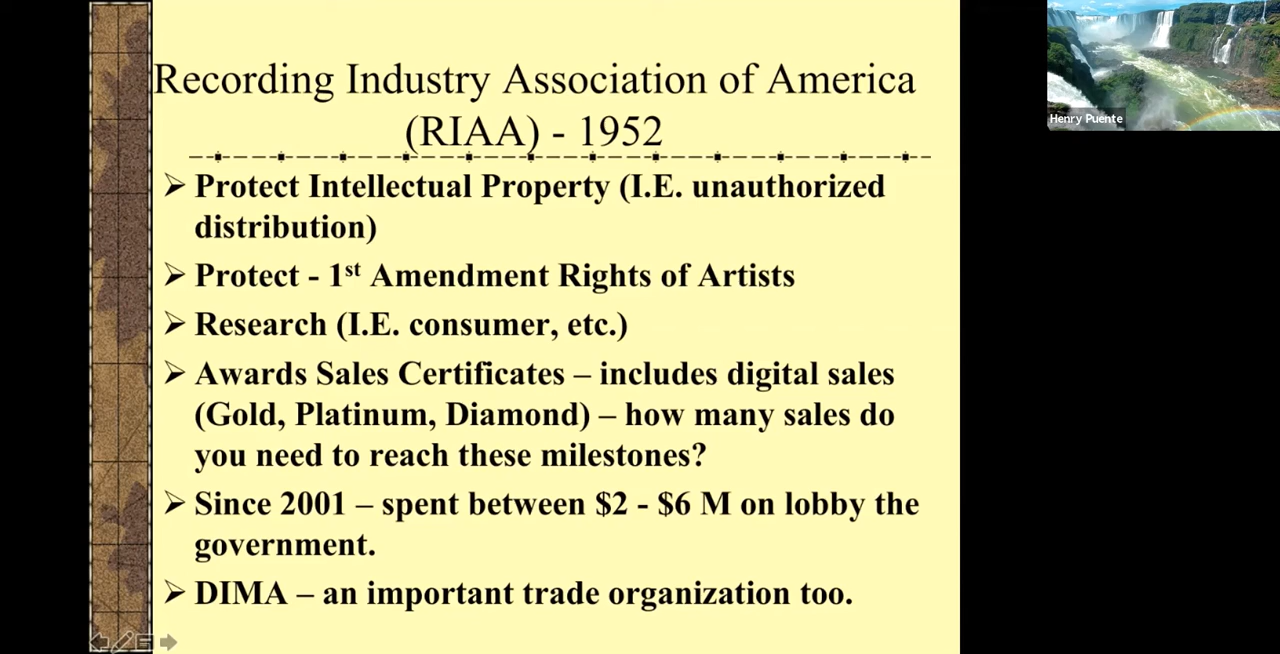 Recording Industry Association of America
(RIAA) - 1952
➢ Protect Intellectual Property (I.E. unauthorized
distribution)
➢ Protect - 1st Amendment Rights of Artists
➢ Research (I.E. consumer, etc.)
➢ Awards Sales Certificates – includes digital sales
(Gold, Platinum, Diamond) – how many sales do
you need to reach these milestones?
➢ Since 2001 – spent between $2 - $6 M on lobby the
government.
➢ DIMA – an important trade organization too.
Henry Puente